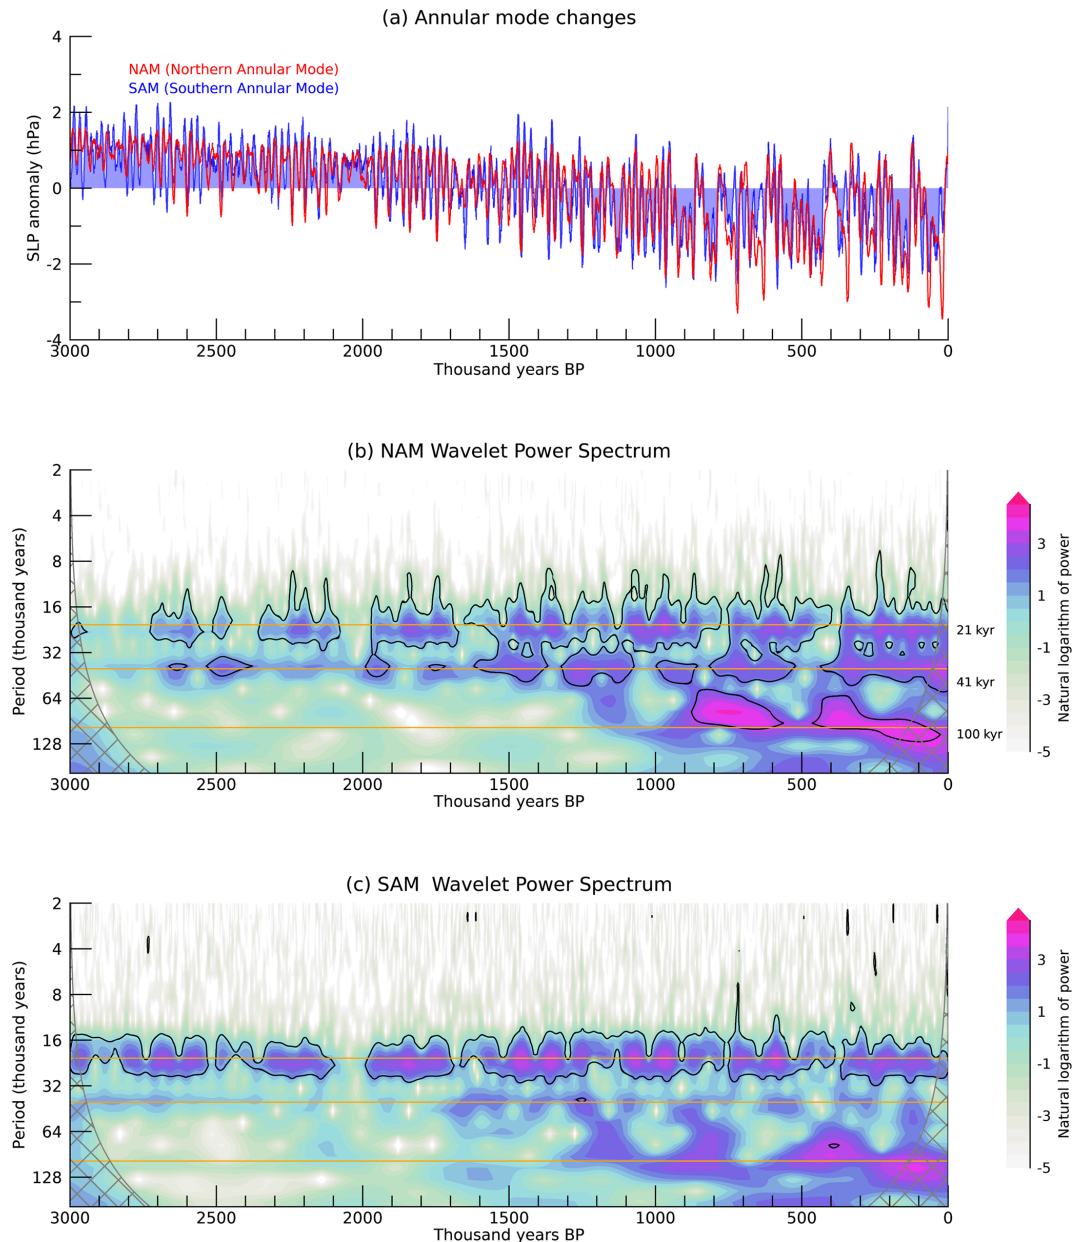 (a) Annular mode changes
4
NAM (Northern Annular Mode)
SAM (Southern Annular Mode)
2
0
-2
-4
SLP anomaly (hPa)
3000 2500 2000 1500 1000 500 0
Thousand years BP
(b) NAM Wavelet Power Spectrum
2
4
8
16
32
64
128
Period (thousand years)
21 kyr
41 kyr
100 kyr
3000 2500 2000 1500 1000 500 0
Thousand years BP
3
1
-1
-3
-5
Natural logarithm of power
(c) SAM  Wavelet Power Spectrum
2
4
8
16
32
64
128
Period (thousand years)
3000 2500 2000 1500 1000 500 0
Thousand years BP
3
1
-1
-3
-5
Natural logarithm of power